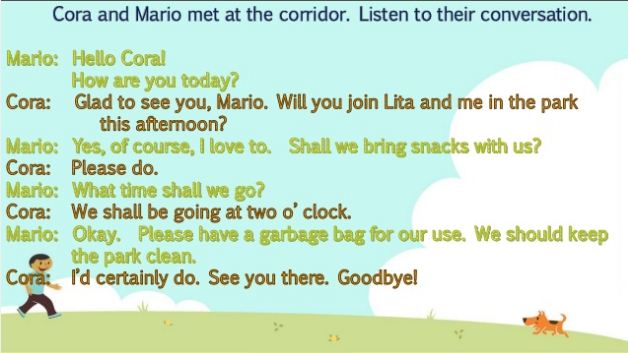 Cora and Mario met at the corridor. Listen to their conversation.
Mario: Hello Cora!
How are you today?
Cora: Glad to see you, Mario. Will you join Lita and me in the park
this afternoon?
Mario: Yes, of course, I love to. Shall we bring snacks with us?
Cora: Please do.
Mario: What time shall we go?
Cora: We shall be going at two o' clock.
Mario: Okay. Please have a garbage bag for our use. We should keep
the park clean.
Cora: I'd certainly do. See you there. Goodbye!